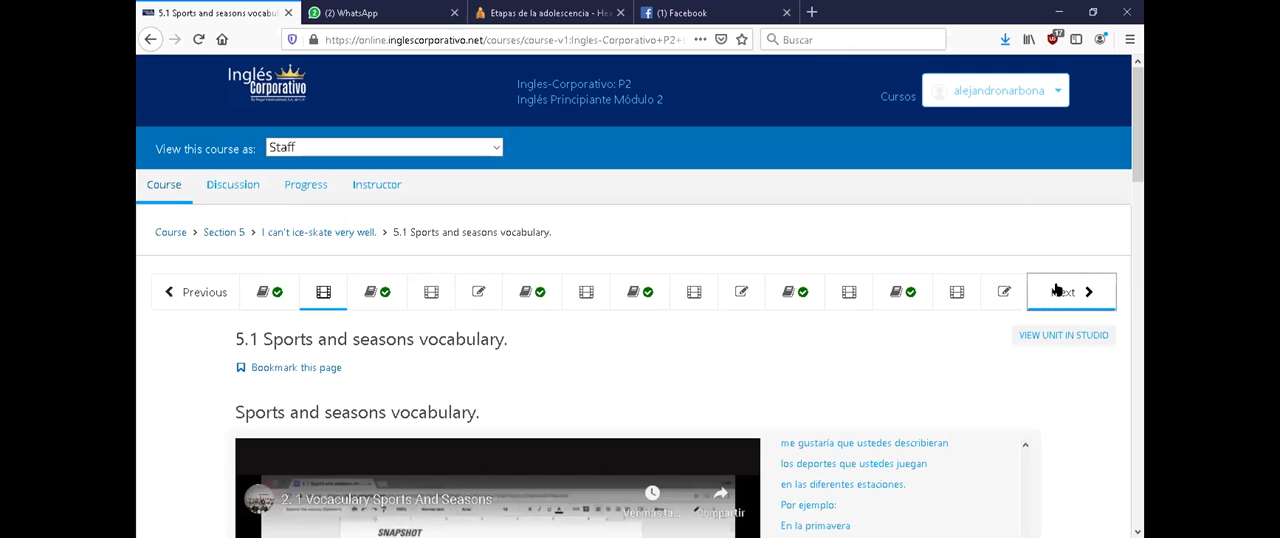 5.1 Sports and seasons vocabul
(2) WhatsApp
Etapas de la adolescencia - He
(1) Facebook
https://online.inglescorporativo.net/courses/course-v1:Ingles-Corporativo+P2+
Buscar
17
Inglés
Corporativo
Ingles-Corporativo: P2
Inglés Principiante Módulo 2
Cursos
alejandronarbona
View this course as:
Staff
Course
Discussion
Progress
Instructor
Course > Section 5 > I can't ice-skate very well. > 5.1 Sports and seasons vocabulary.
Previous
VIEW UNIT IN STUDIO
5.1 Sports and seasons vocabulary.
Bookmark this page
Sports and seasons vocabulary.
me gustaría que ustedes describieran
los deportes que ustedes juegan
en las diferentes estaciones.
Por ejemplo:
En la primavera
2. 1 Vocaculary Sports And Seasons
Compartir
SNAPSHOT